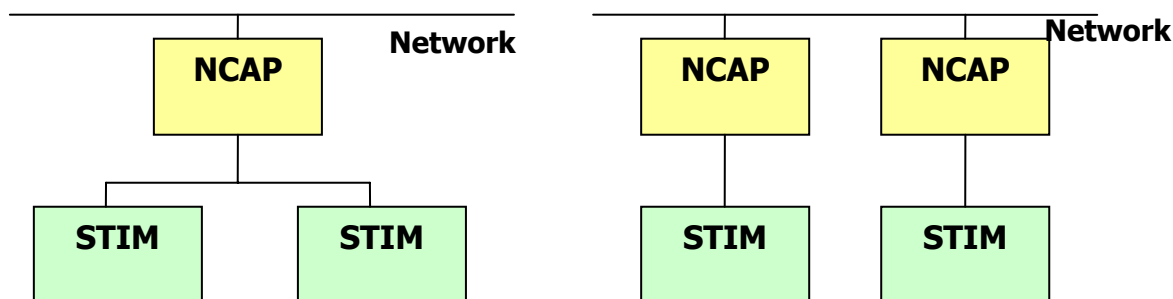 Network
NCAP
STIM STIM
Network
NCAP NCAP
STIM STIM